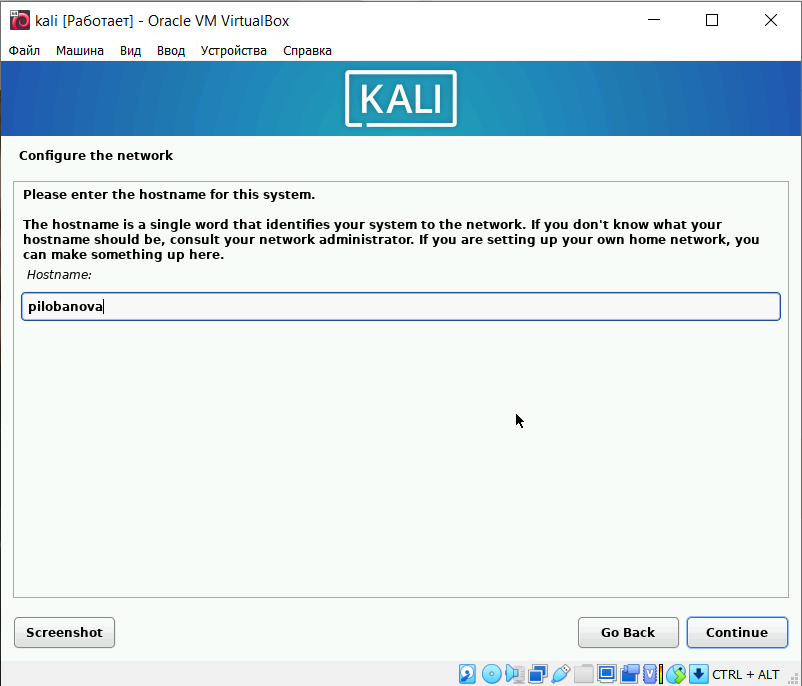 kali [Работает] - Oracle VM VirtualBox
Файл Машина Вид Ввод Устройства Справка
KALI
Configure the network
Please enter the hostname for this system.
The hostname is a single word that identifies your system to the network. If you don't know what your
hostname should be, consult your network administrator. If you are setting up your own home network, you
can make something up here.
Hostname:
pilobanova
Screenshot Go Back Continue
CTRL + ALT